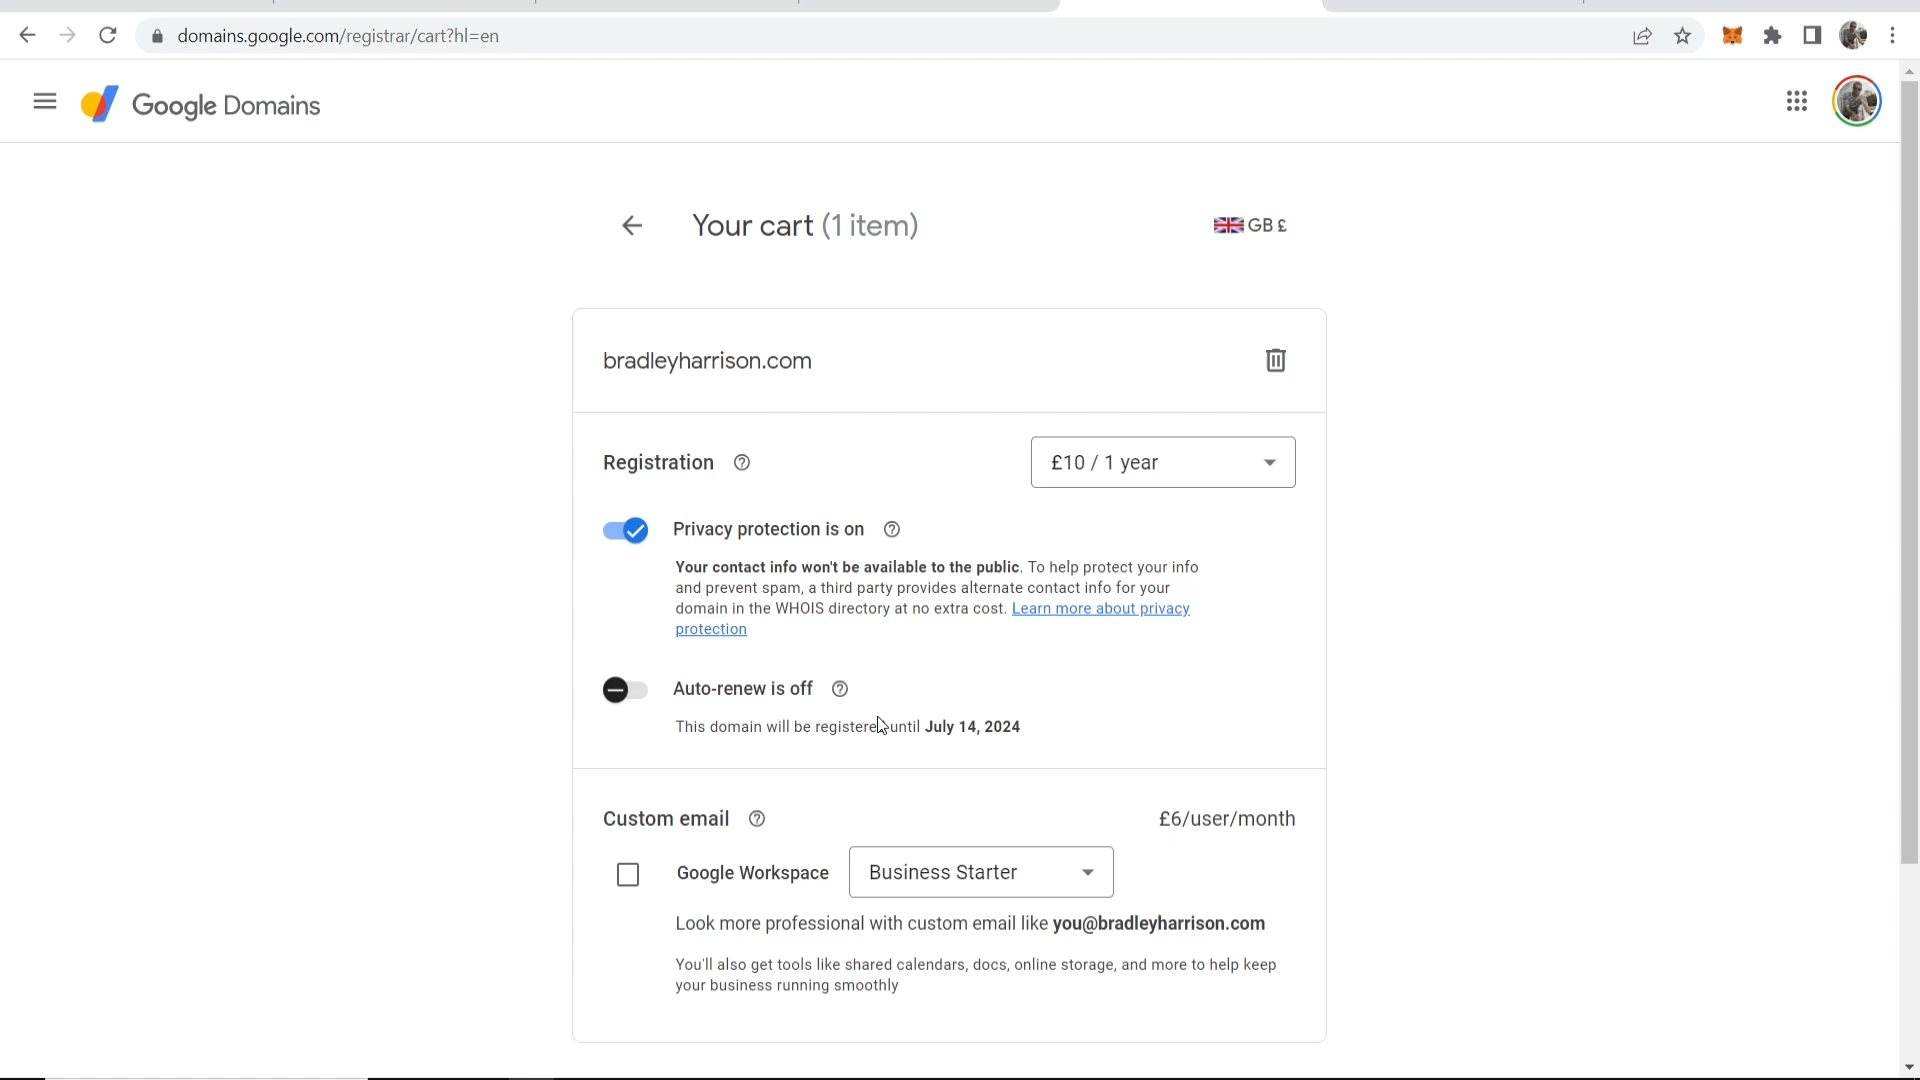 domains.google.com/registrar/cart?hl=en
Google Domains
Your cart (1 item)
GB £
bradleyharrison.com
Registration
£10 / 1 year
Privacy protection is on
Your contact info won't be available to the public. To help protect your info
and prevent spam, a third party provides alternate contact info for your
domain in the WHOIS directory at no extra cost. Learn more about privacy
protection
Auto-renew is off
This domain will be registere until July 14, 2024
Custom email
£6/user/month
Google Workspace
Business Starter
Look more professional with custom email like you@bradleyharrison.com
You'll also get tools like shared calendars, docs, online storage, and more to help keep
your business running smoothly